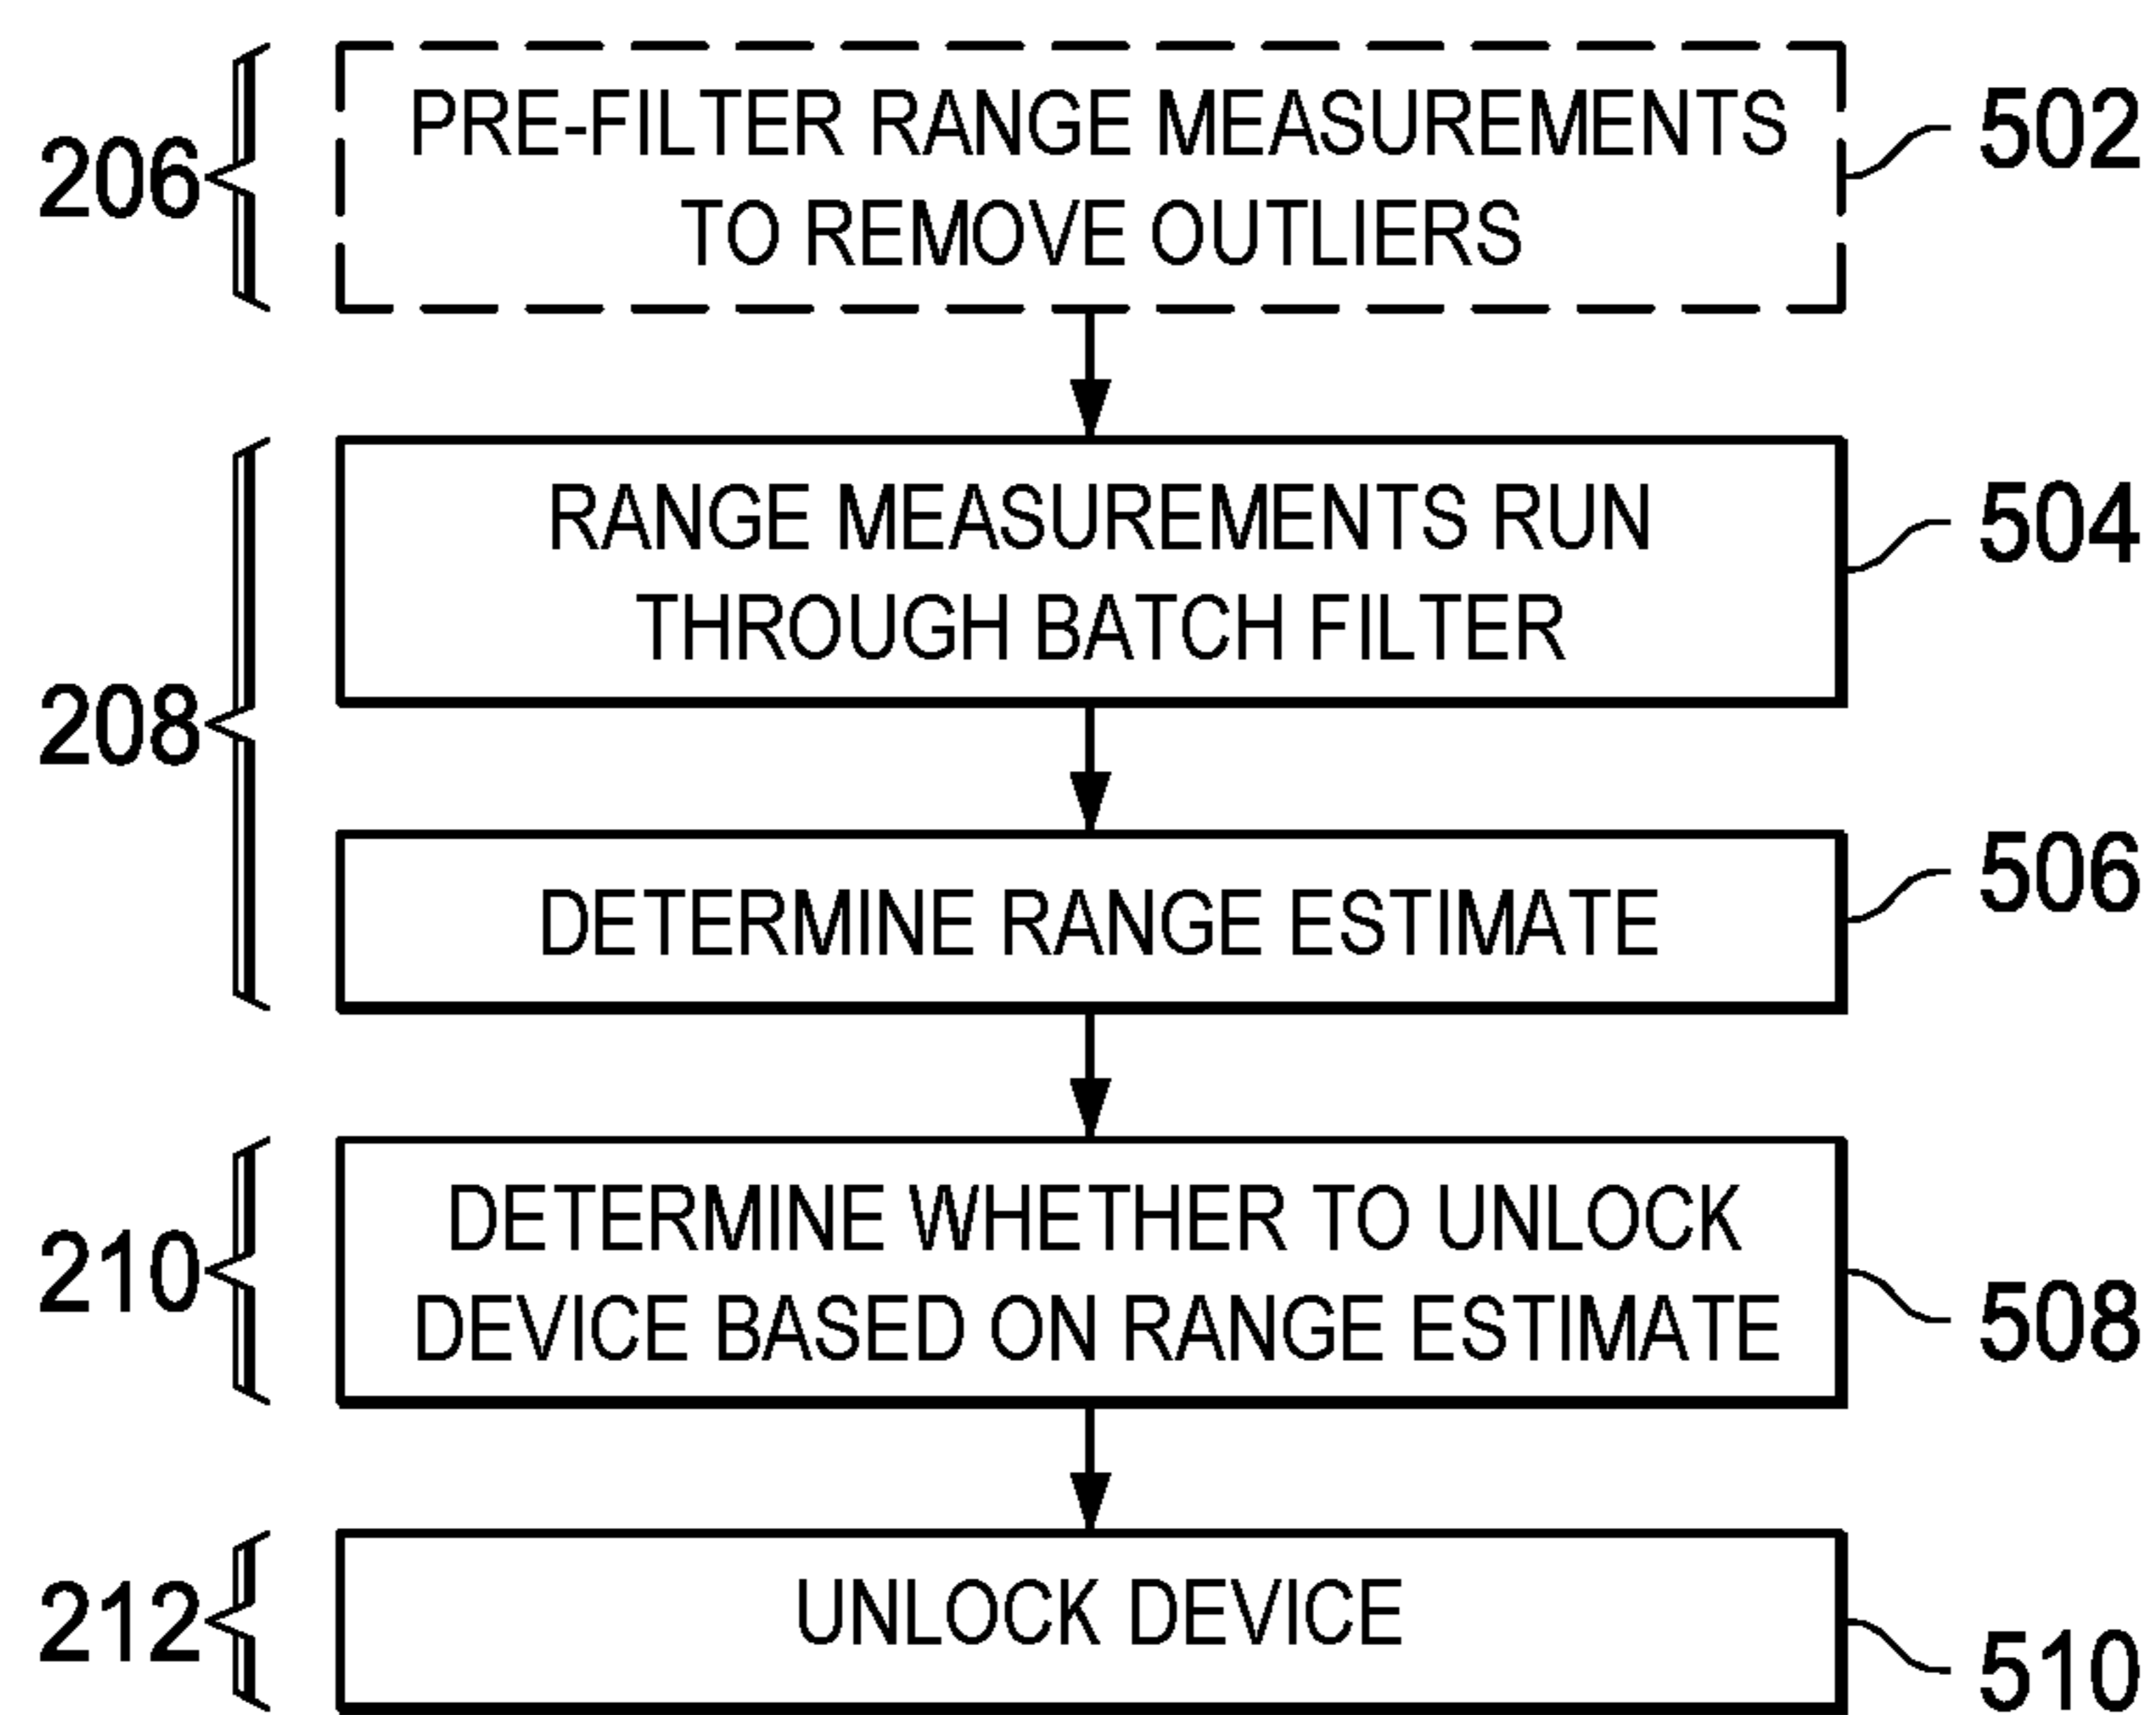 206
PRE-FILTER RANGE MEASUREMENTS
TO REMOVE OUTLIERS
502
RANGE MEASUREMENTS RUN
THROUGH BATCH FILTER
504
208
DETERMINE RANGE ESTIMATE
506
210
DETERMINE WHETHER TO UNLOCK
DEVICE BASED ON RANGE ESTIMATE
508
212
UNLOCK DEVICE
510